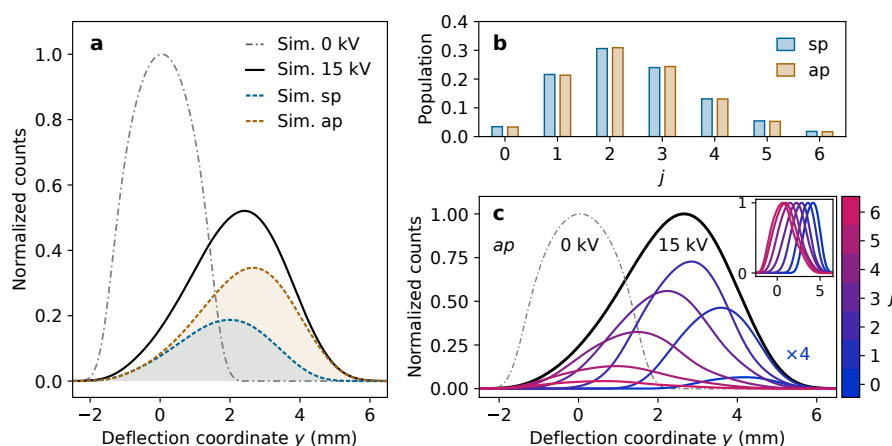 a
Sim. 0 kV
Sim. 15 kV
Sim. sp
Sim. ap
Normalized counts
1.0
0.8
0.6
0.4
0.2
0.0
−2 0 2 4 6
Deflection coordinate y (mm)
b
sp
ap
Population
0.4
0.3
0.2
0.1
0.0
0 1 2 3 4 5 6
j
c
ap
0 kV
15 kV
×4
Normalized counts
1.00
0.75
0.50
0.25
0.00
−2 0 2 4 6
Deflection coordinate y (mm)
1
0
0 5
6
5
4
3
2
1
0